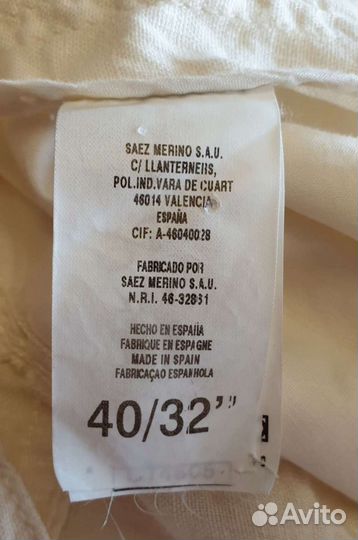 SAEZ MERINO S.A.U.
C/ LLANTERNERS,
POL.IND.VARA DE CUART
46014 VALENCIA
ESPAÑA
CIF: A-46040028
FABRICADO POR
SAEZ MERINO S.A.U.
N.R.I. 46-32861
HECHO EN ESPAÑA
FABRIQUE EN ESPAGNE
MADE IN SPAIN
FABRICAÇAO ESPANHOLA
40/32’’
Avito